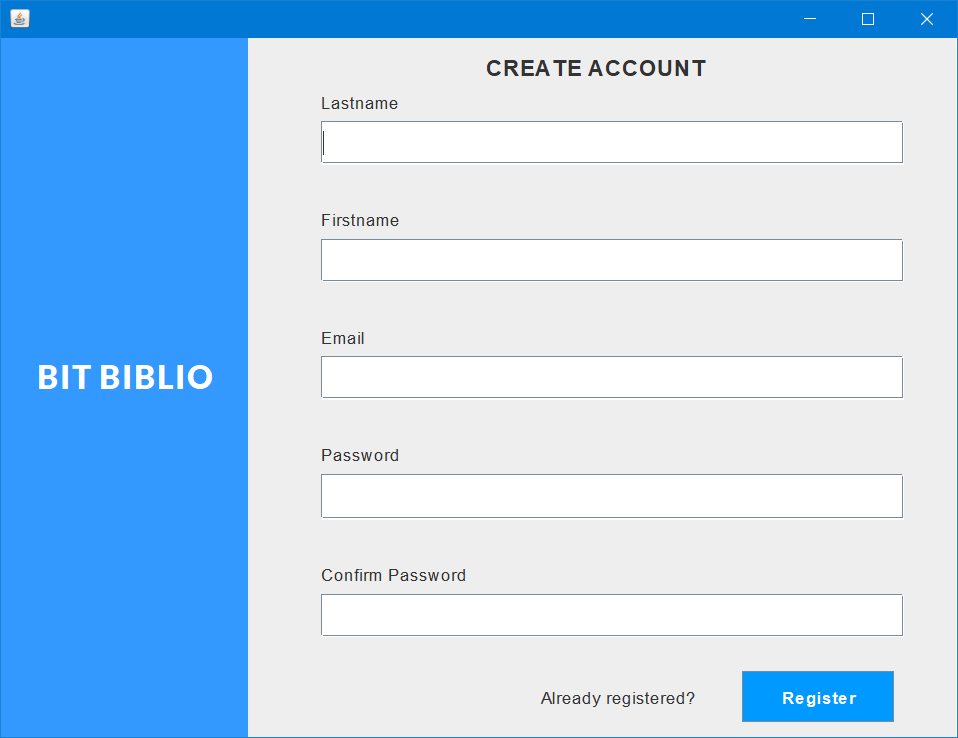 BIT BIBLIO
CREATE ACCOUNT
Lastname
Firstname
Email
Password
Confirm Password
Already registered?
Register